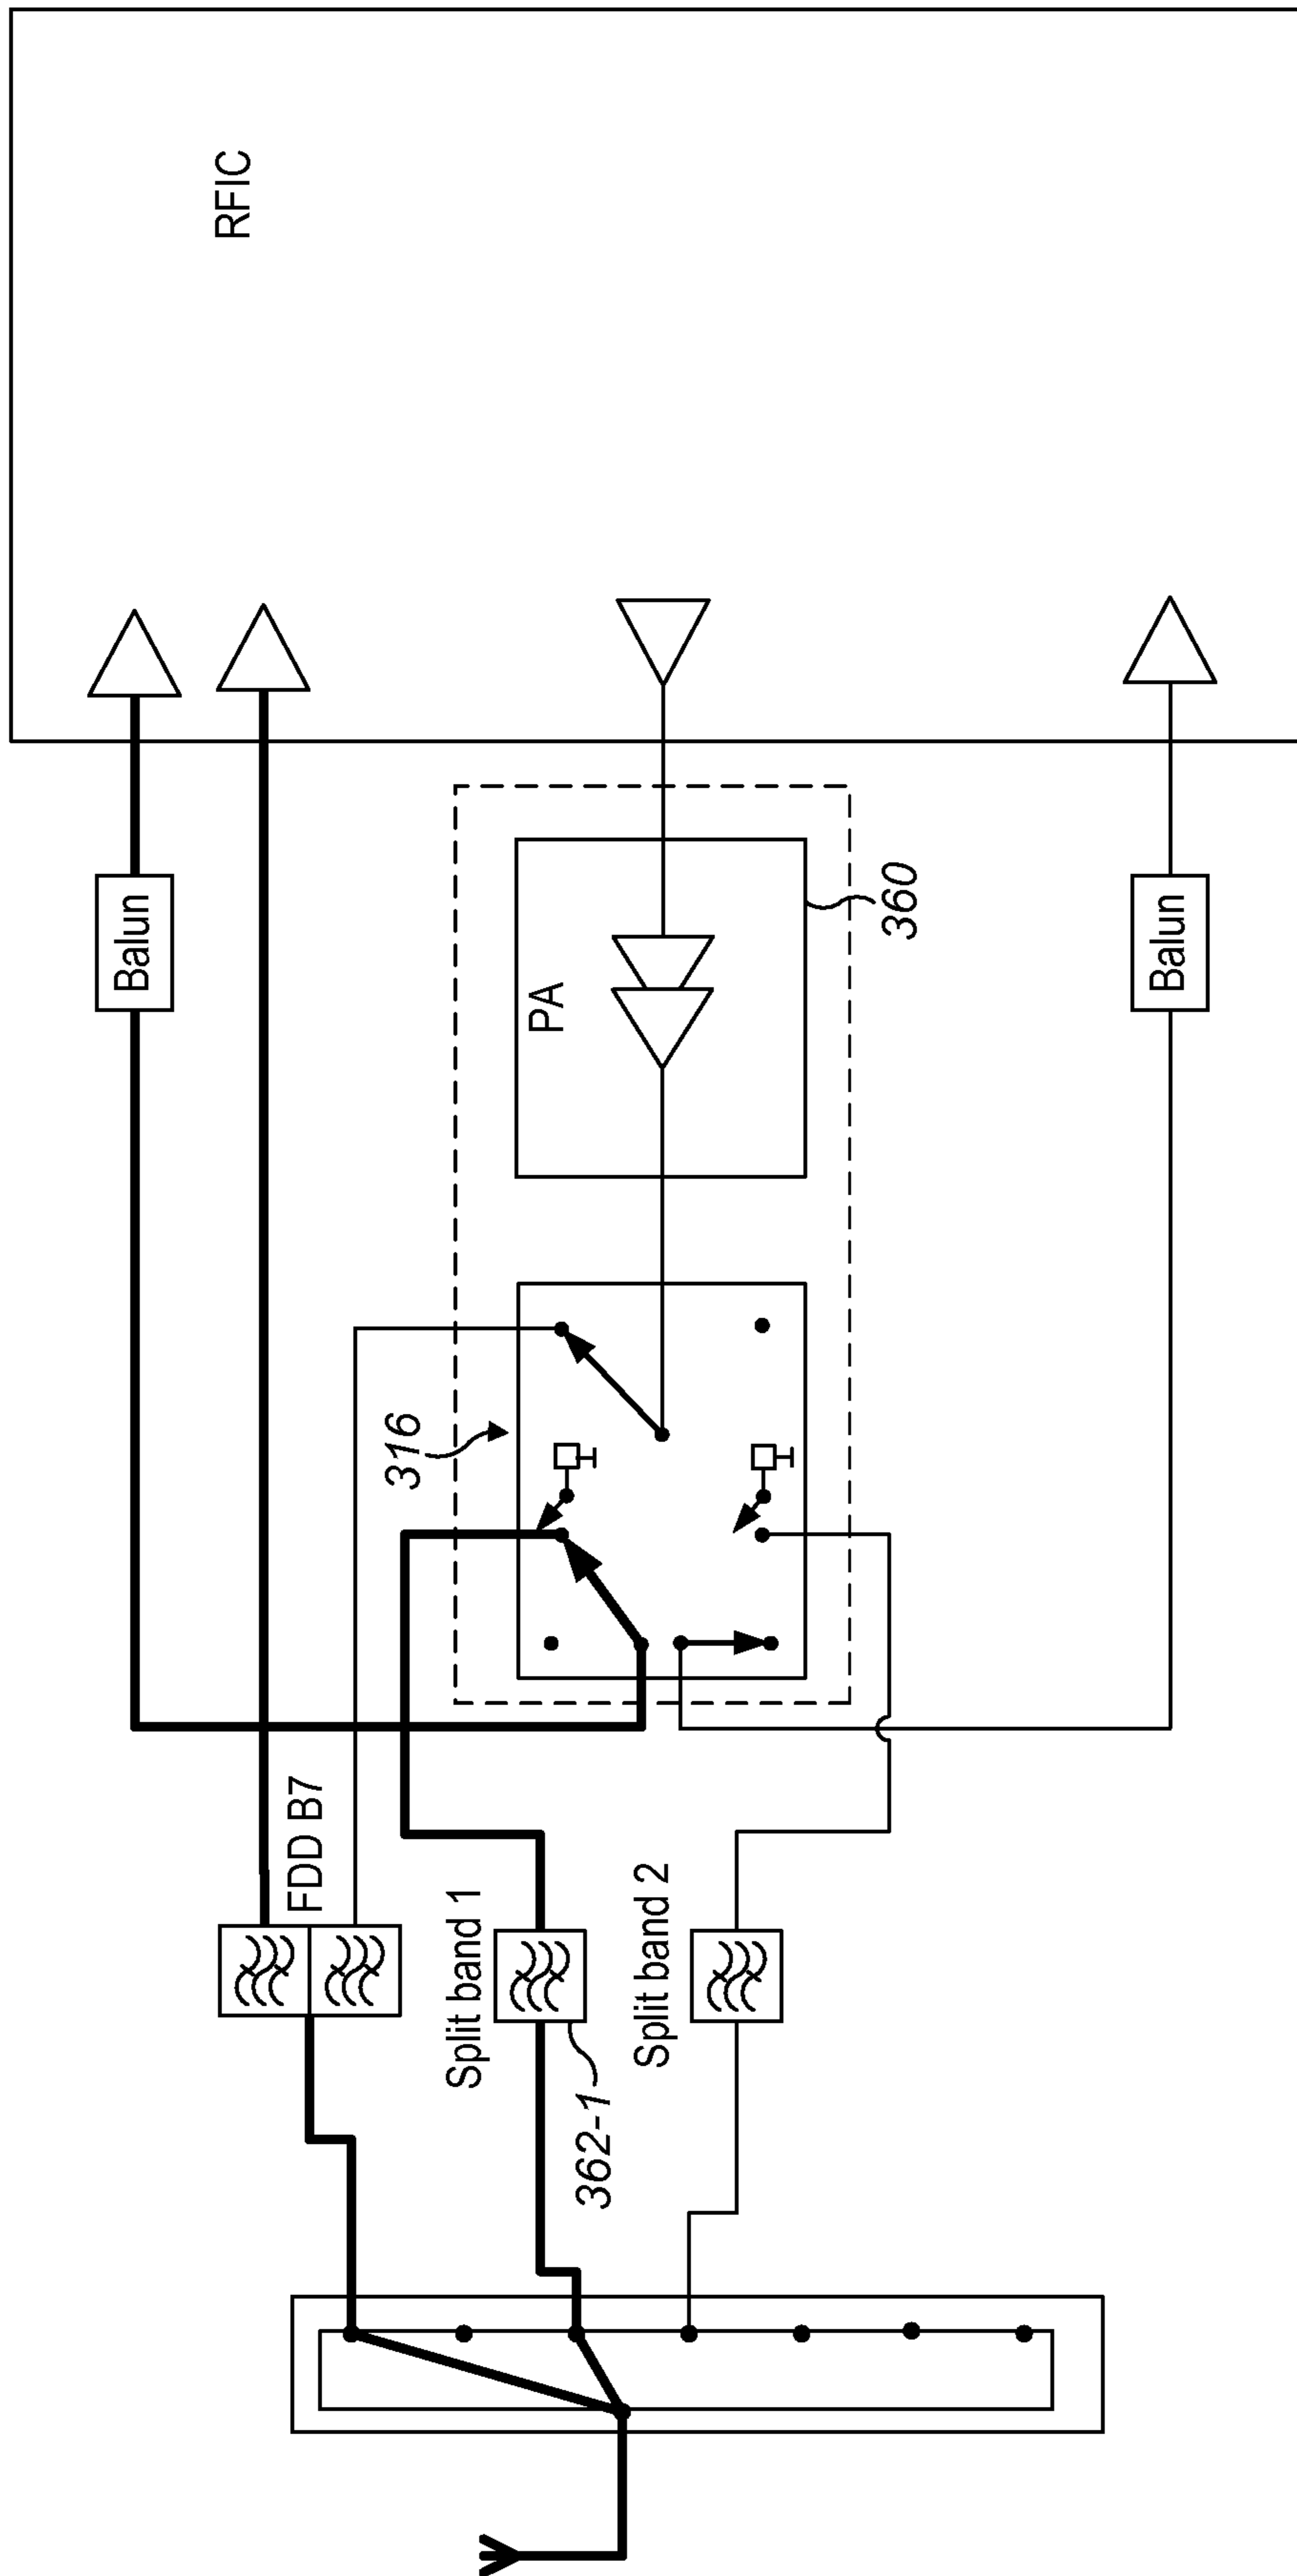 RFIC
Balun
PA
360
Balun
316
FDD B7
Split band 1
Split band 2
362-1